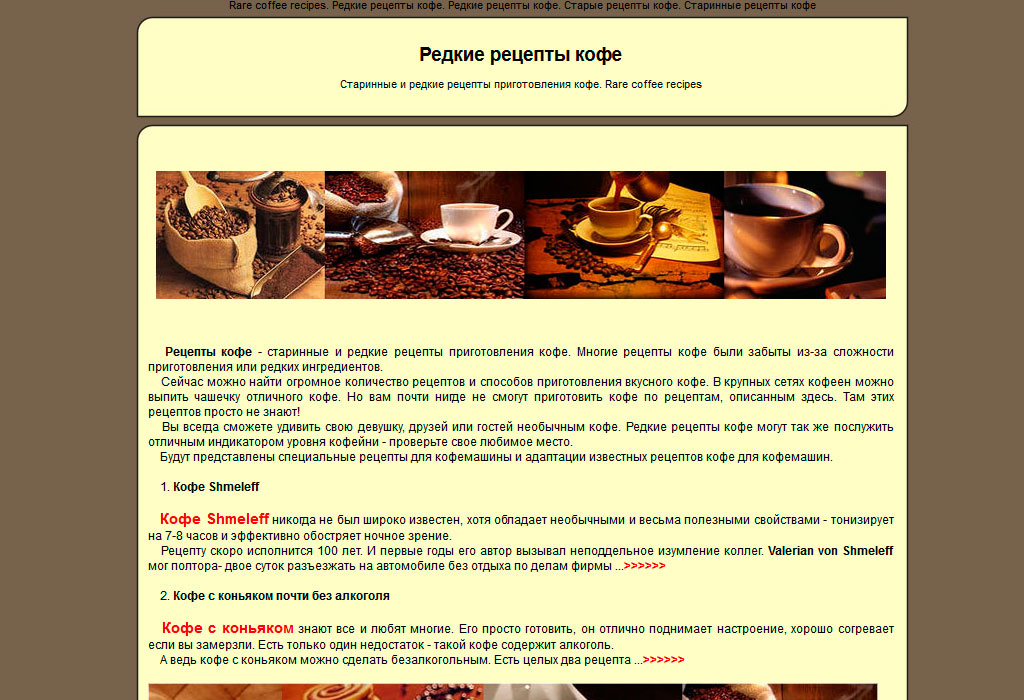 Rare coffee recipes. Редкие рецепты кофе. Редкие рецепты кофе. Старые рецепты кофе. Старинные рецепты кофе
Редкие рецепты кофе
Старинные и редкие рецепты приготовления кофе. Rare coffee recipes
Рецепты кофе - старинные и редкие рецепты приготовления кофе. Многие рецепты кофе были забыты из-за сложности
приготовления или редких ингредиентов.
Сейчас можно найти огромное количество рецептов и способов приготовления вкусного кофе. В крупных сетях кофеен можно
выпить чашечку отличного кофе. Но вам почти нигде не смогут приготовить кофе по рецептам, описанным здесь. Там этих
рецептов просто не знают!
Вы всегда сможете удивить свою девушку, друзей или гостей необычным кофе. Редкие рецепты кофе могут так же послужить
отличным индикатором уровня кофейни - проверьте свое любимое место.
Будут представлены специальные рецепты для кофемашины и адаптации известных рецептов кофе для кофемашин.
1. Кофе Shmeleff
Кофе Shmeleff никогда не был широко известен, хотя обладает необычными и весьма полезными свойствами - тонизирует
на 7-8 часов и эффективно обостряет ночное зрение.
Рецепту скоро исполнится 100 лет. И первые годы его автор вызывал неподдельное изумление коллег. Valerian von Shmeleff
мог полтора- двое суток разъезжать на автомобиле без отдыха по делам фирмы ...>>>>>>
2. Кофе с коньяком почти без алкоголя
Кофе с коньяком знают все и любят многие. Его просто готовить, он отлично поднимает настроение, хорошо согревает
если вы замерзли. Есть только один недостаток - такой кофе содержит алкоголь.
А ведь кофе с коньяком можно сделать безалкогольным. Есть целых два рецепта ...>>>>>>